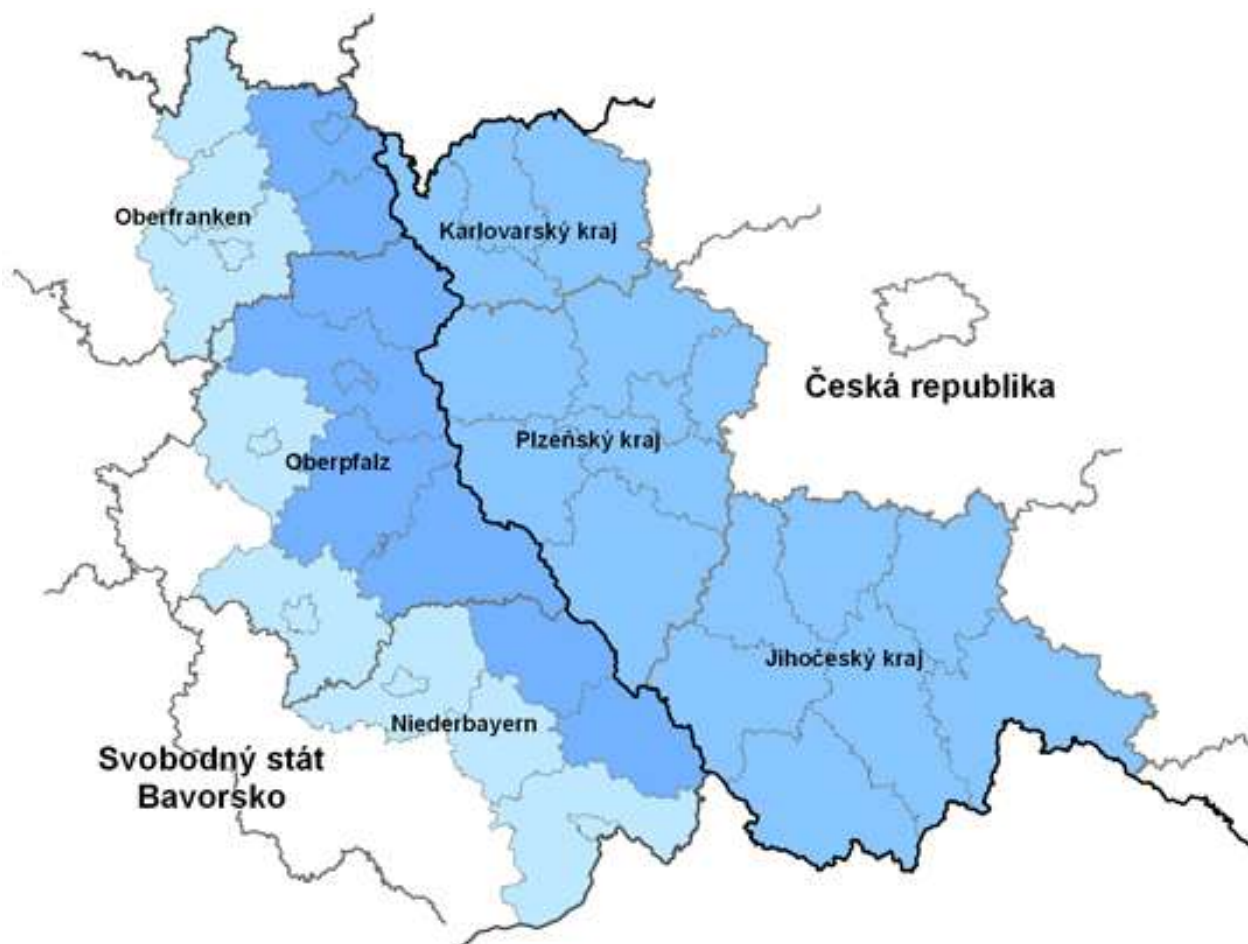 Oberfranken
Karlovarský kraj
Česká republika
Plzeňský kraj
Oberpfalz
Jihočeský kraj
Niederbayern
Svobodný stát
Bavorsko